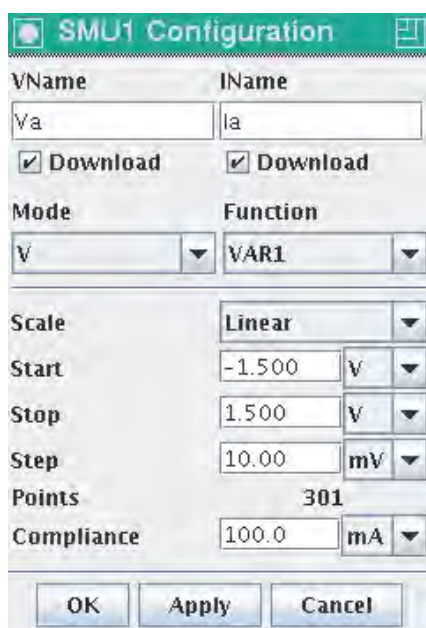 SMU1 Configuration
VName IName
Va Ia
Download Download
Mode Function
V VAR1
Scale Linear
Start -1.500 V
Stop 1.500 V
Step 10.00 mV
Points 301
Compliance 100.0 mA
OK Apply Cancel